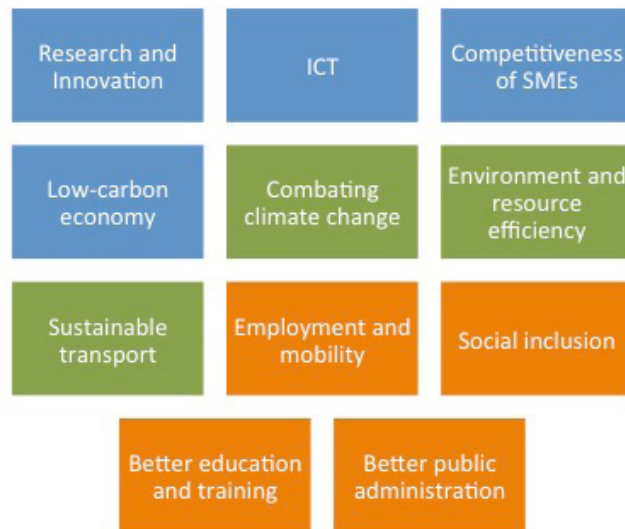 Research and
Innovation
ICT
Competitiveness
of SMEs
Low-carbon
economy
Combating
climate change
Environment and
resource
efficiency
Sustainable
transport
Employment and
mobility
Social inclusion
Better education
and training
Better public
administration